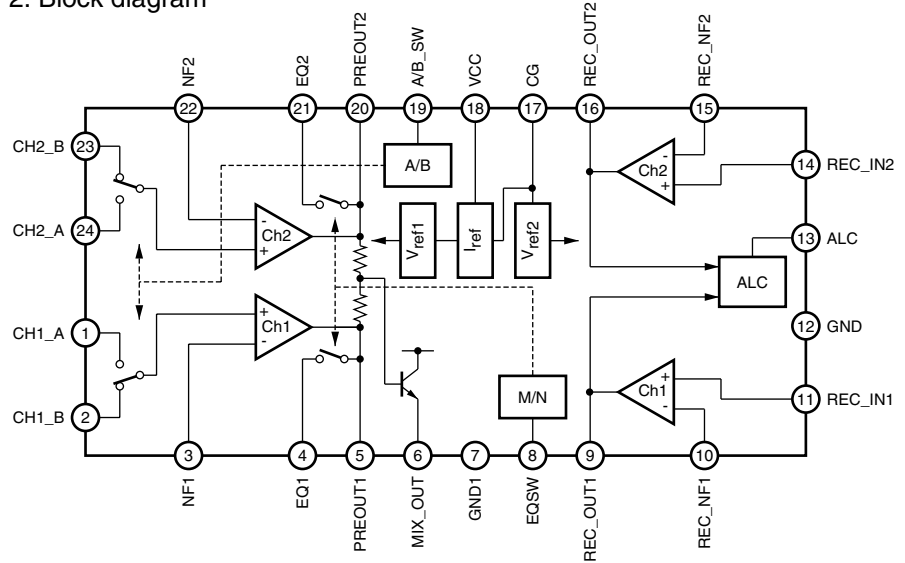 2. Block diagram
NF2
EQ2
PREOUT2
A/B_SW
VCC
CG
REC_OUT2
REC_NF2
22
21
20
19
18
17
16
15
CH2_B
23
CH2_A
24
CH1_A
1
CH1_B
2
A/B
Ch2
-
+
Ch1
+
-
Vref1
Iref
Vref2
M/N
Ch2
-
+
ALC
Ch1
+
-
14
REC_IN2
13
ALC
12
GND
11
REC_IN1
3
4
5
6
7
8
9
10
NF1
EQ1
PREOUT1
MIX_OUT
GND1
EQSW
REC_OUT1
REC_NF1